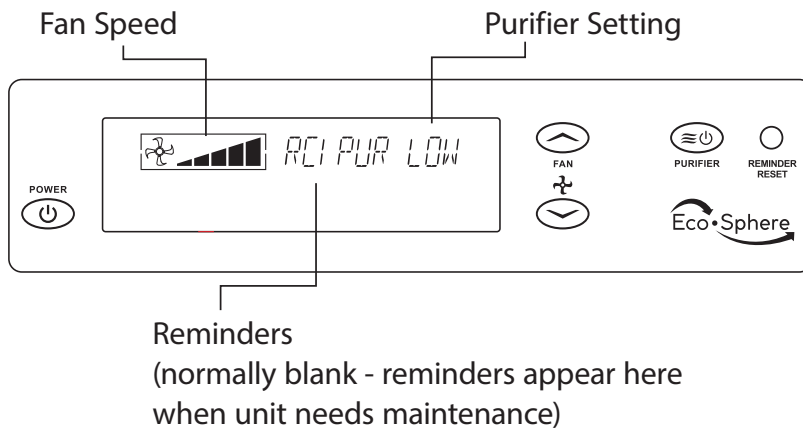 Fan Speed
Purifier Setting
RCI PUR LOW
POWER
FAN
PURIFIER
REMINDER
RESET
Eco•Sphere
Reminders
(normally blank - reminders appear here
when unit needs maintenance)